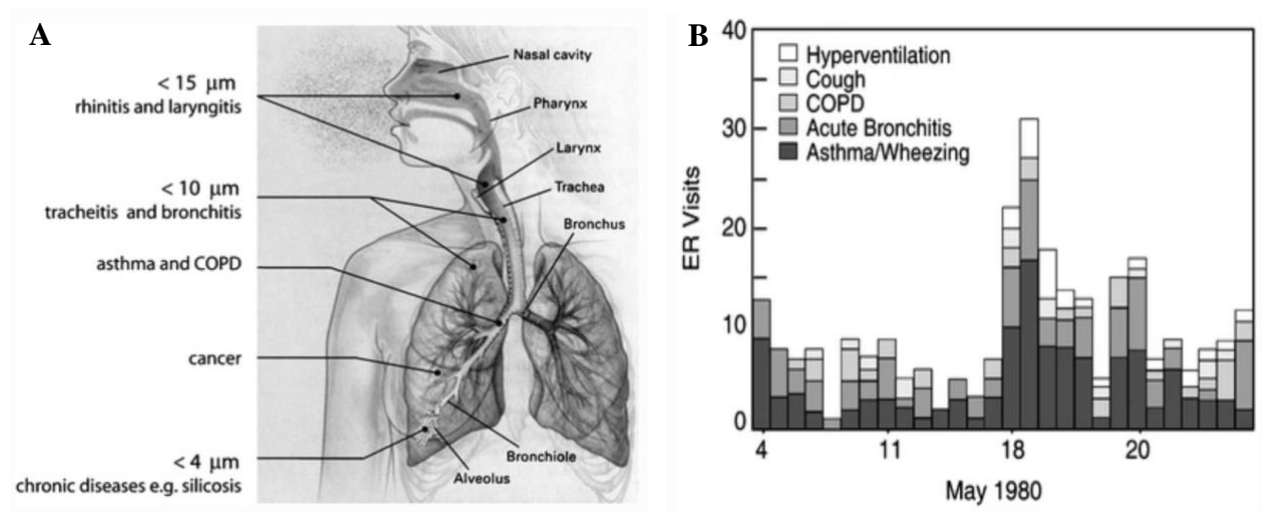 A
< 15 μm
rhinitis and laryngitis
< 10 μm
tracheitis and bronchitis
asthma and COPD
cancer
< 4 μm
chronic diseases e.g. silicosis
Nasal cavity
Pharynx
Larynx
Trachea
Bronchus
Bronchiole
Alveolus
B
Hyperventilation
Cough
COPD
Acute Bronchitis
Asthma/Wheezing
ER Visits
40
30
20
10
0
4 11 18 20
May 1980